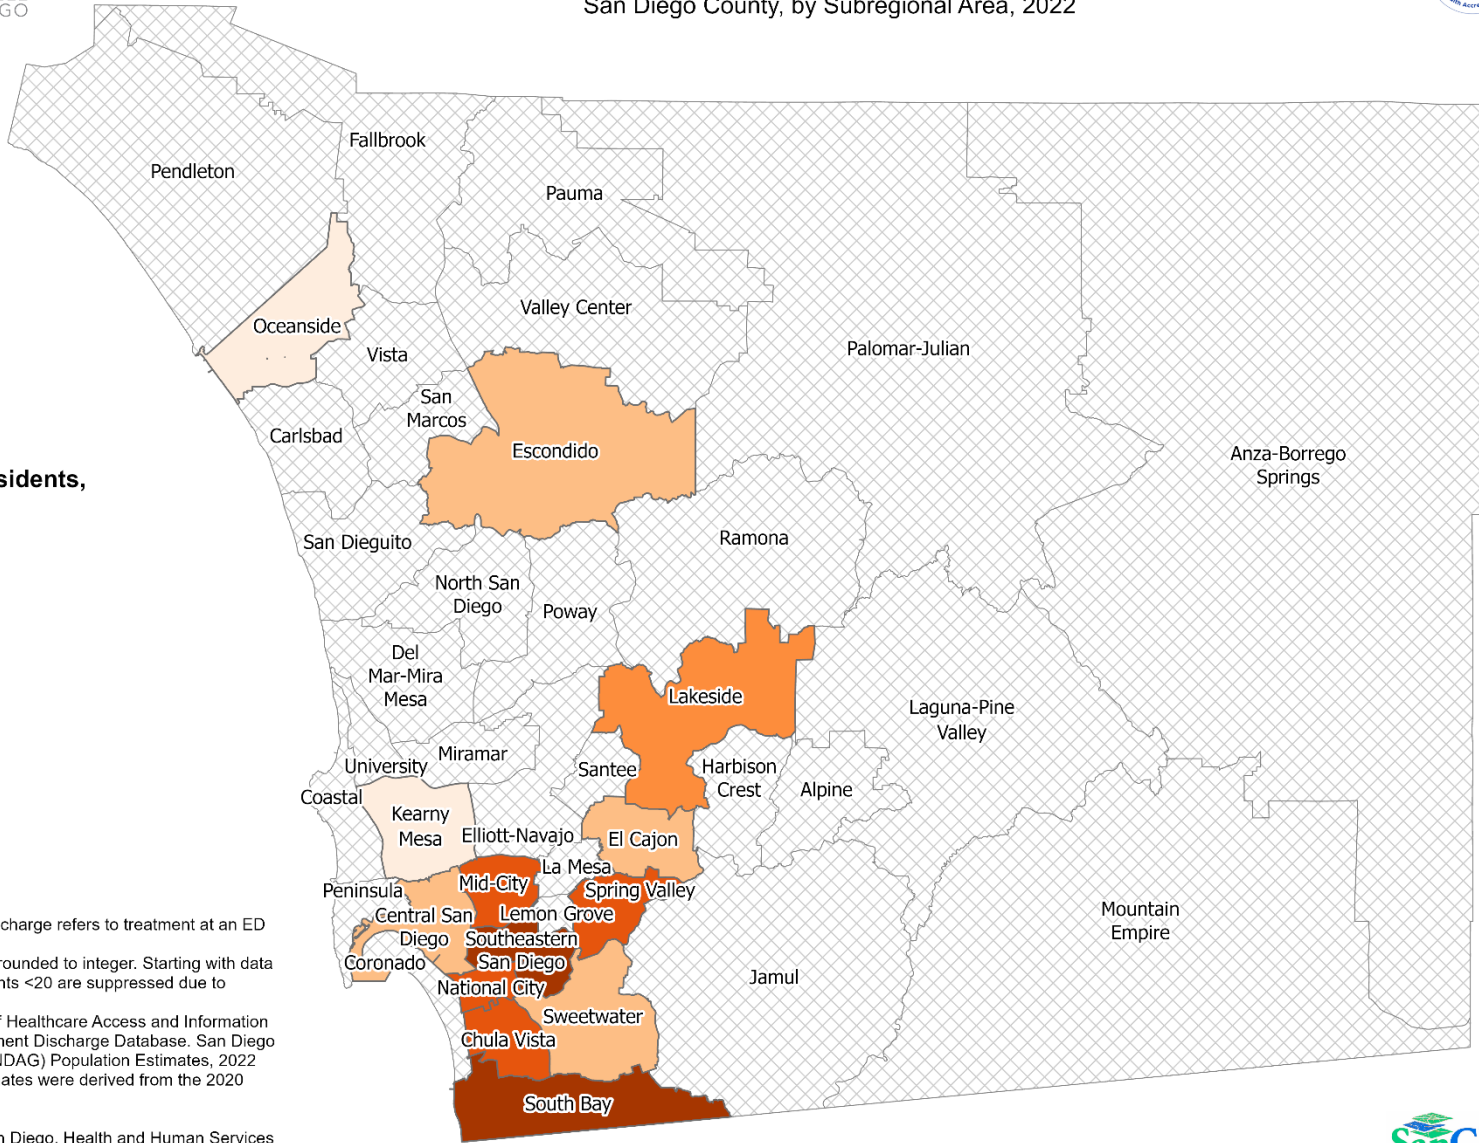 GO
San Diego County, by Subregional Area, 2022
Fallbrook
Pendleton
Pauma
Valley Center
Oceanside
Vista
Palomar-Julian
San
Marcos
Carlsbad
Escondido
Anza-Borrego
Springs
sidents,
San Dieguito
Ramona
North San
Diego
Poway
Del
Mar-Mira
Mesa
Lakeside
Laguna-Pine
Valley
Miramar
University
Santee
Harbison
Crest
Alpine
Coastal
Kearny
Mesa
Elliott-Navajo
El Cajon
La Mesa
Mid-City
Spring Valley
Peninsula
Central San
Diego
Lemon Grove
Southeastern
San Diego
Coronado
National City
Mountain
Empire
Jamul
Sweetwater
Chula Vista
South Bay
charge refers to treatment at an ED
rounded to integer. Starting with data
nts <20 are suppressed due to
f Healthcare Access and Information
nent Discharge Database. San Diego
NDAG) Population Estimates, 2022
ates were derived from the 2020
n Diego, Health and Human Services